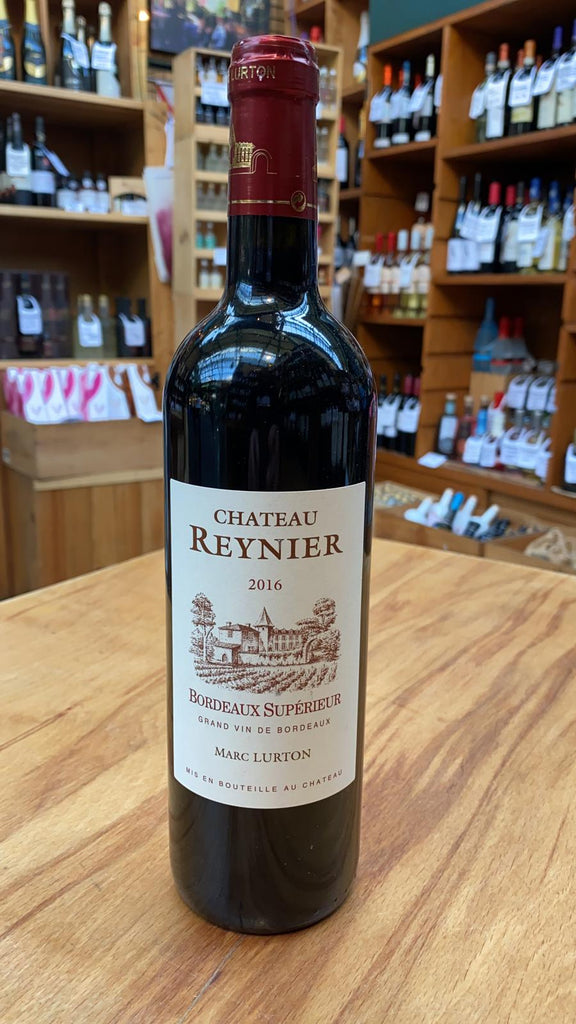 LURTON
CHATEAU
REYNIER
2016
BORDEAUX SUPÉRIEUR
GRAND VIN DE BORDEAUX
MARC LURTON
MIS EN BOUTEILLE AU CHATEAU